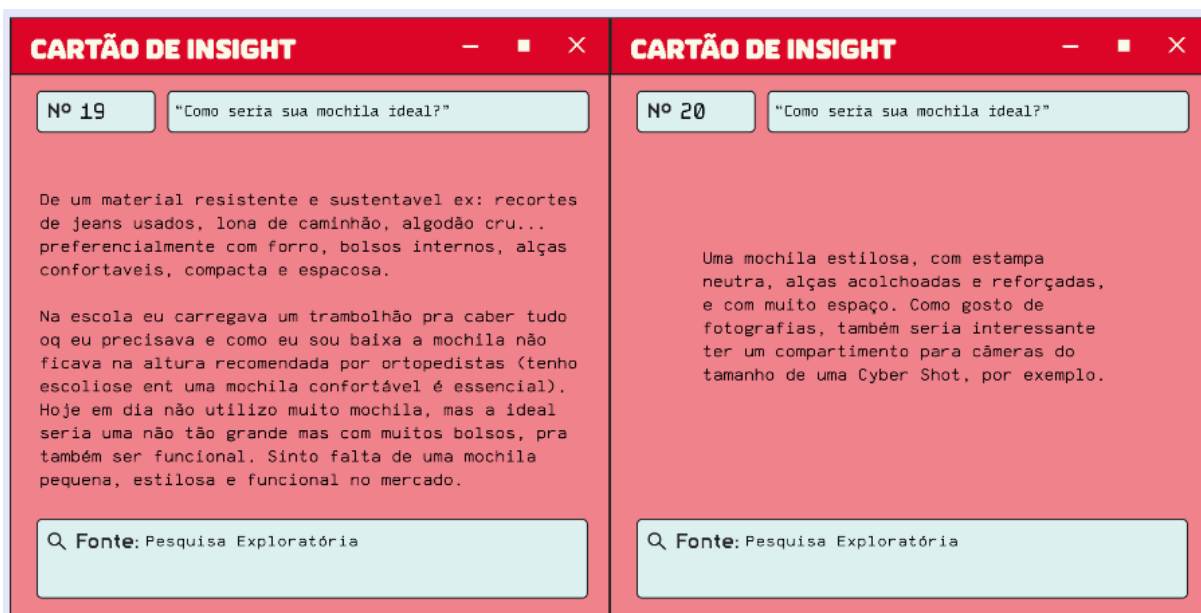 CARTÃO DE INSIGHT
Nº 19
"Como seria sua mochila ideal?"
De um material resistente e sustentavel ex: recortes
de jeans usados, lona de caminhão, algodão cru...
preferencialmente com forro, bolsos internos, alças
confortaveis, compacta e espacosa.
Na escola eu carregava um trambolhão pra caber tudo
oq eu precisava e como eu sou baixa a mochila não
ficava na altura recomendada por ortopedistas (tenho
escoliose ent uma mochila confortável é essencial).
Hoje em dia não utilizo muito mochila, mas a ideal
seria uma não tão grande mas com muitos bolsos, pra
também ser funcional. Sinto falta de uma mochila
pequena, estilosa e funcional no mercado.
Fonte: Pesquisa Exploratória
CARTÃO DE INSIGHT
Nº 20
"Como seria sua mochila ideal?"
Uma mochila estilosa, com estampa
neutra, alças acolchoadas e reforçadas,
e com muito espaço. Como gosto de
fotografias, também seria interessante
ter um compartimento para câmeras do
tamanho de uma Cyber Shot, por exemplo.
Fonte: Pesquisa Exploratória